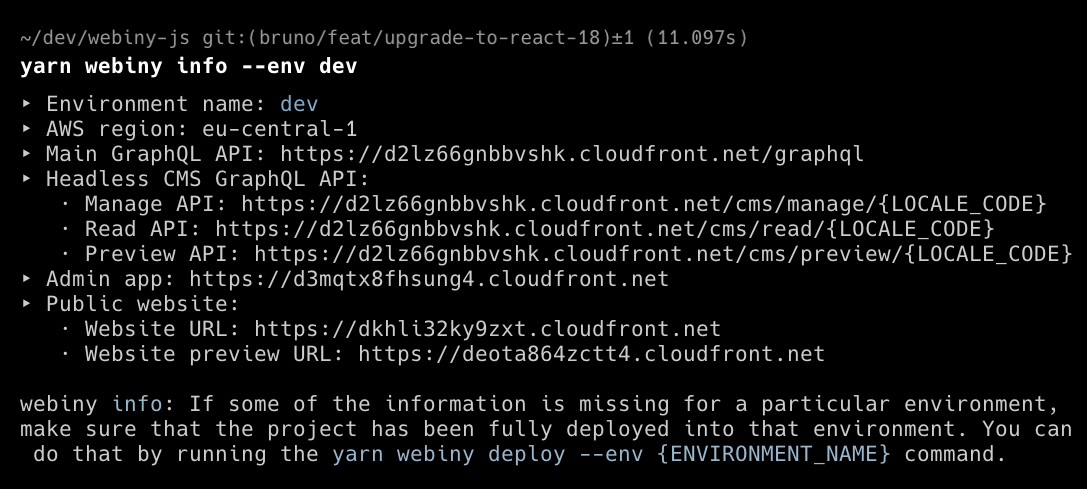 ~/dev/webiny-js git:(bruno/feat/upgrade-to-react-18)±1 (11.097s)
yarn webiny info --env dev
‣ Environment name: dev
‣ AWS region: eu-central-1
‣ Main GraphQL API: https://d2lz66gnbbvshk.cloudfront.net/graphql
‣ Headless CMS GraphQL API:
· Manage API: https://d2lz66gnbbvshk.cloudfront.net/cms/manage/{LOCALE_CODE}
· Read API: https://d2lz66gnbbvshk.cloudfront.net/cms/read/{LOCALE_CODE}
· Preview API: https://d2lz66gnbbvshk.cloudfront.net/cms/preview/{LOCALE_CODE}
‣ Admin app: https://d3mqtx8fhsung4.cloudfront.net
‣ Public website:
· Website URL: https://dkhli32ky9zxt.cloudfront.net
· Website preview URL: https://deota864zctt4.cloudfront.net
webiny info: If some of the information is missing for a particular environment,
make sure that the project has been fully deployed into that environment. You can
do that by running the yarn webiny deploy --env {ENVIRONMENT_NAME} command.